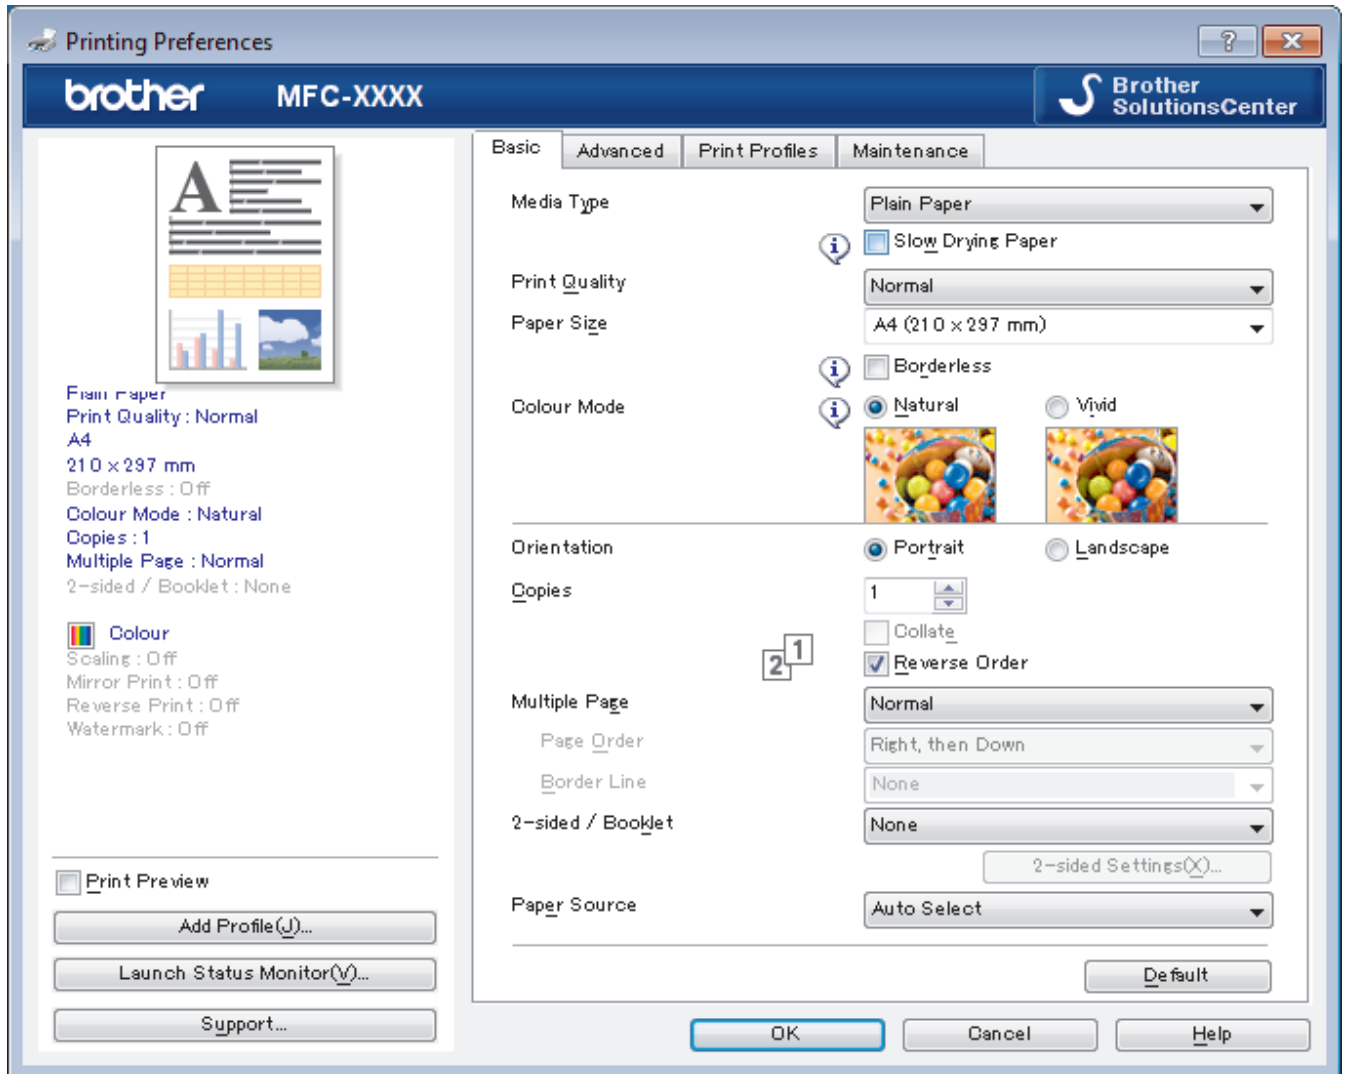 Printing Preferences
brother MFC-XXXX
Brother
SolutionsCenter
A
Plain Paper
Print Quality : Normal
A4
210 x 297 mm
Borderless : Off
Colour Mode : Natural
Copies : 1
Multiple Page : Normal
2-sided / Booklet : None
Colour
Scaling : Off
Mirror Print : Off
Reverse Print : Off
Watermark : Off
Print Preview
Add Profile(J)...
Launch Status Monitor(V)...
Support...
Basic Advanced Print Profiles Maintenance
Media Type Plain Paper
Slow Drying Paper
Print Quality Normal
Paper Size A4 (210 x 297 mm)
Borderless
Colour Mode Natural Vivid
Orientation Portrait Landscape
Copies 1
Collate
2 1 Reverse Order
Multiple Page Normal
Page Order Right, then Down
Border Line None
2-sided / Booklet None
2-sided Settings(X)...
Paper Source Auto Select
Default
OK Cancel Help